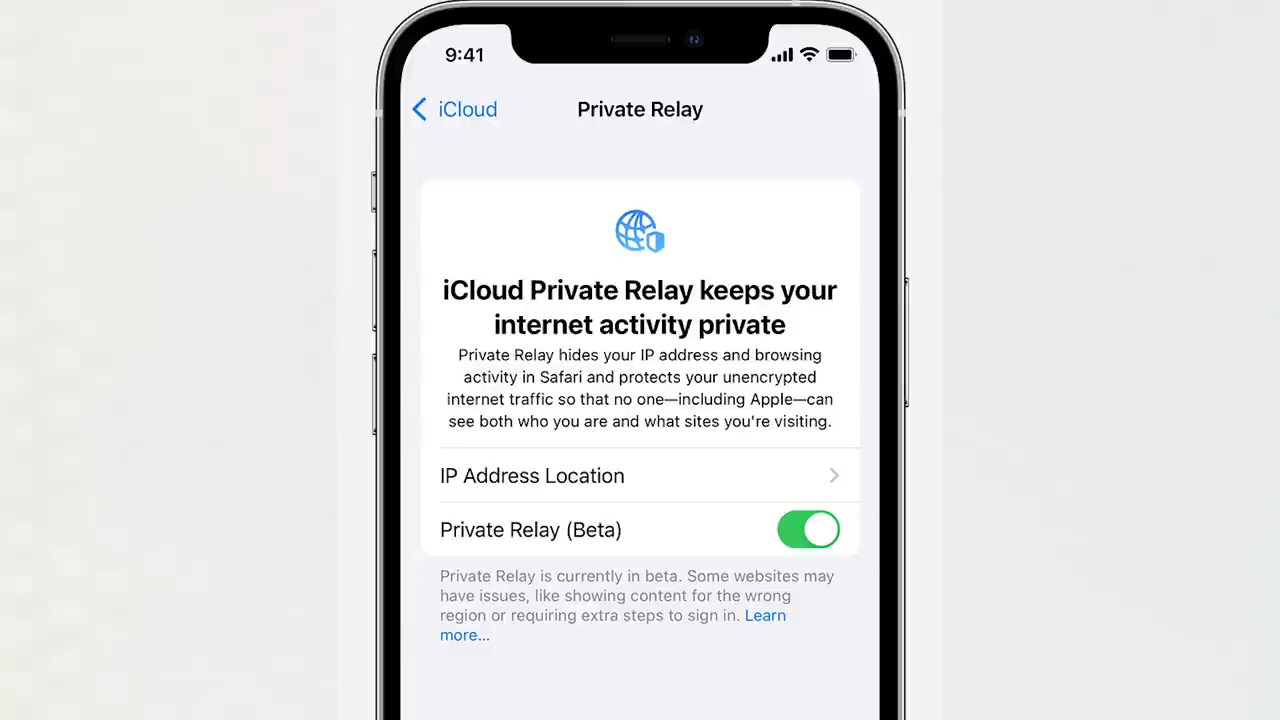 9:41
iCloud
Private Relay
iCloud Private Relay keeps your
internet activity private
Private Relay hides your IP address and browsing
activity in Safari and protects your unencrypted
internet traffic so that no one—including Apple—can
see both who you are and what sites you're visiting.
IP Address Location
Private Relay (Beta)
Private Relay is currently in beta. Some websites may
have issues, like showing content for the wrong
region or requiring extra steps to sign in. Learn
more...